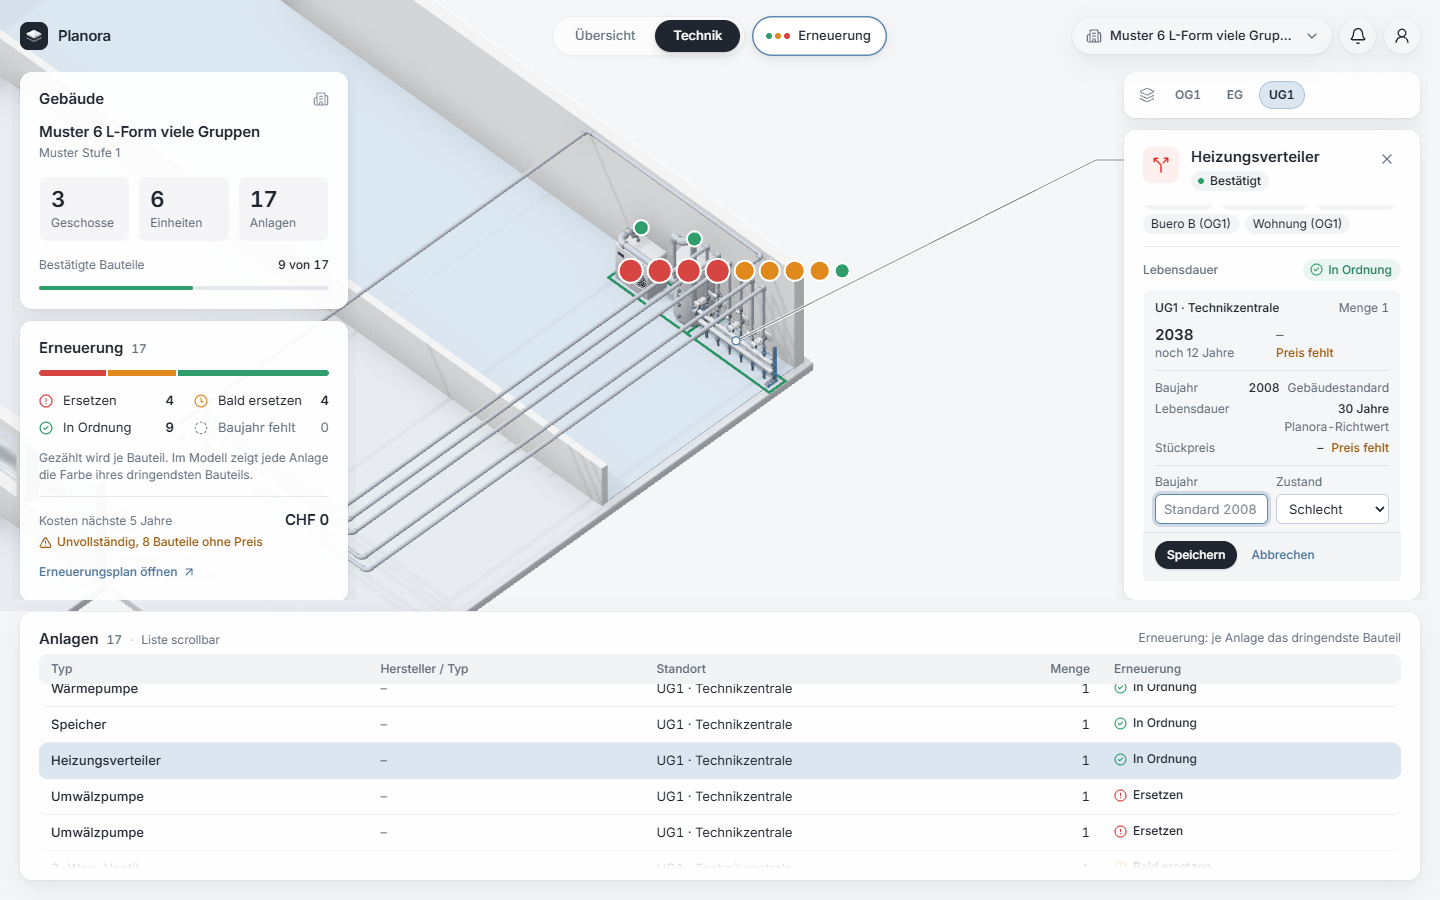 Planora
Übersicht
Technik
Erneuerung
Muster 6 L-Form viele Grup...
Gebäude
Muster 6 L-Form viele Gruppen
Muster Stufe 1
3 6 17
Geschosse Einheiten Anlagen
Bestätigte Bauteile 9 von 17
Erneuerung 17
Ersetzen 4 Bald ersetzen 4
In Ordnung 9 Baujahr fehlt 0
Gezählt wird je Bauteil. Im Modell zeigt jede Anlage
die Farbe ihres dringendsten Bauteils.
Kosten nächste 5 Jahre CHF 0
Unvollständig, 8 Bauteile ohne Preis
Erneuerungsplan öffnen
OG1 EG UG1
Heizungsverteiler
Bestätigt
Buero B (OG1) Wohnung (OG1)
Lebensdauer In Ordnung
UG1 · Technikzentrale Menge 1
2038 –
noch 12 Jahre Preis fehlt
Baujahr 2008 Gebäudestandard
Lebensdauer 30 Jahre
Planora-Richtwert
Stückpreis – Preis fehlt
Baujahr Zustand
Standard 2008 Schlecht
Speichern Abbrechen
Anlagen 17 · Liste scrollbar Erneuerung: je Anlage das dringendste Bauteil
Typ Hersteller / Typ Standort Menge Erneuerung
Wärmepumpe – UG1 · Technikzentrale 1 In Ordnung
Speicher – UG1 · Technikzentrale 1 In Ordnung
Heizungsverteiler – UG1 · Technikzentrale 1 In Ordnung
Umwälzpumpe – UG1 · Technikzentrale 1 Ersetzen
Umwälzpumpe – UG1 · Technikzentrale 1 Ersetzen